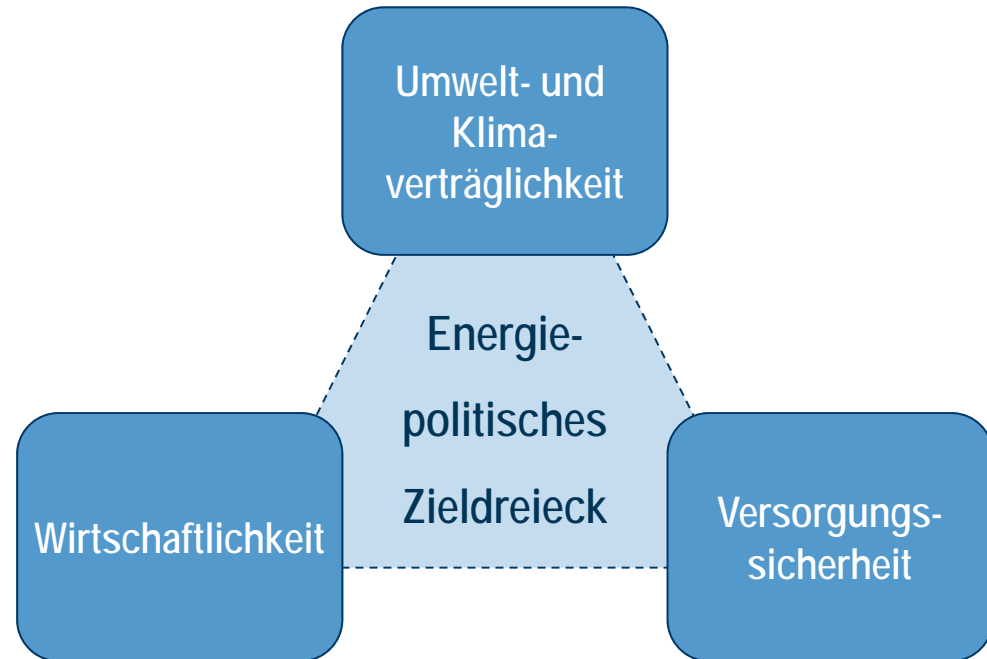 Umwelt- und
Klima-
verträglichkeit
Energie-
politisches
Zieldreieck
Wirtschaftlichkeit
Versorgungs-
sicherheit